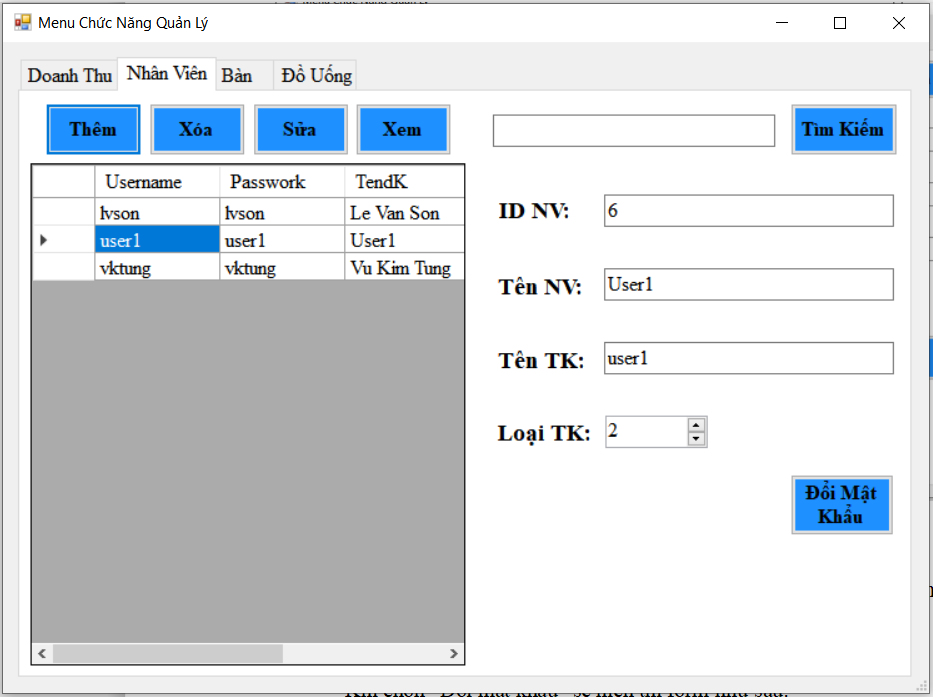 Menu Chức Năng Quản Lý
Doanh Thu Nhân Viên Bàn Đồ Uống
Thêm Xóa Sửa Xem Tìm Kiếm
Username Passwork TendK
lvson lvson Le Van Son
user1 user1 User1
vktung vktung Vu Kim Tung
ID NV: 6
Tên NV: User1
Tên TK: user1
Loại TK: 2
Đổi Mật
Khẩu